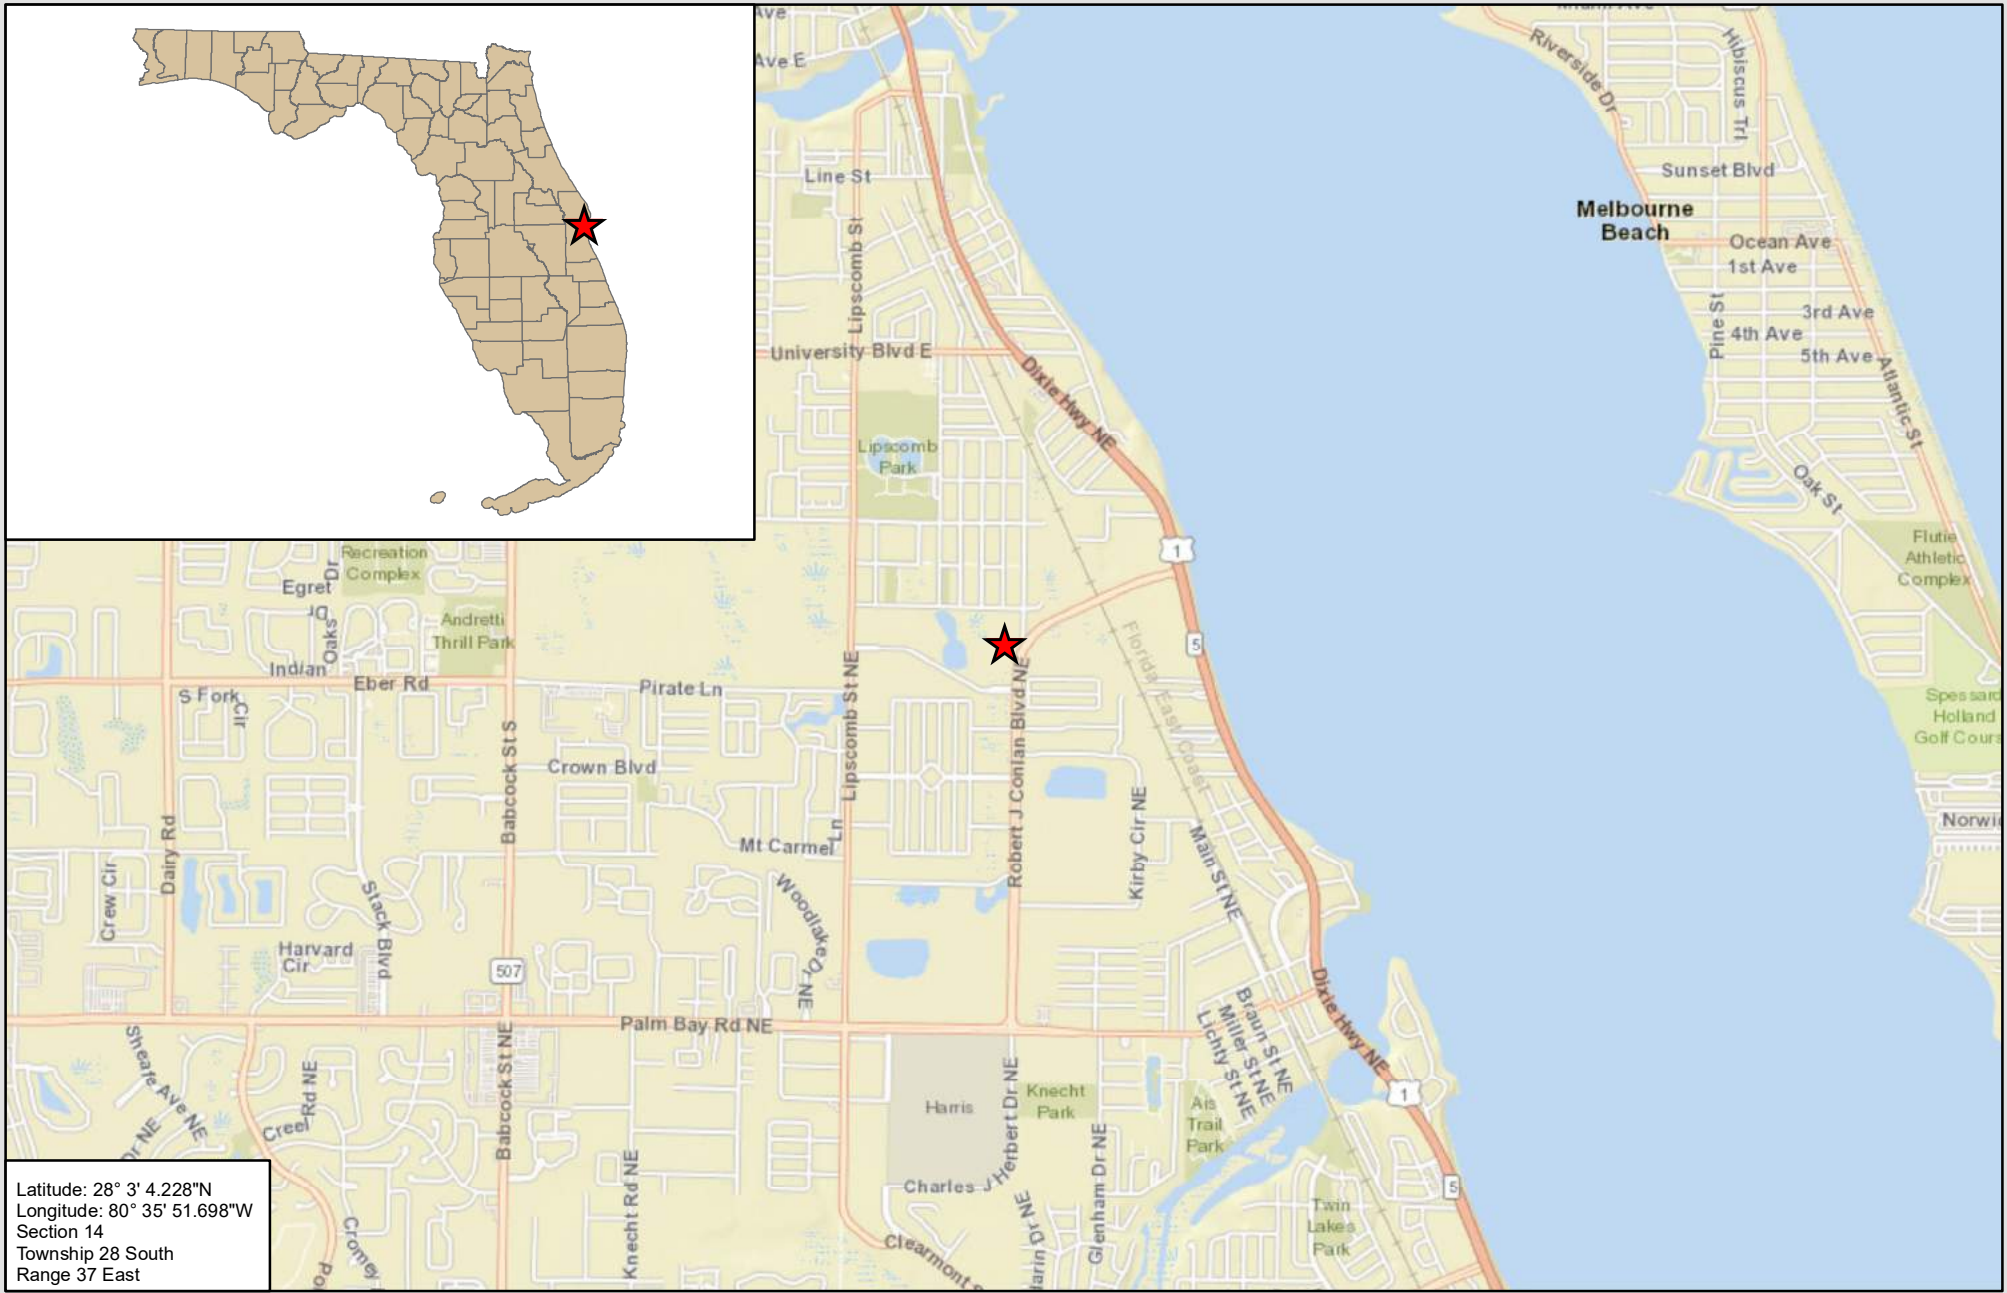 Ave
Ave E
Line St
Lipscomb St
University Blvd E
Dixie Hwy NE
Lipscomb
Park
1
5
Riverside Dr
Hibiscus Trl
Sunset Blvd
Melbourne
Beach
Ocean Ave
1st Ave
3rd Ave
Pine St
4th Ave
5th Ave
Atlantic St
Oak St
Flutie
Athletic
Complex
Spessard
Holland
Golf Cours
Norwi
Recreation
Complex
Egret
Dr
Dr
Oaks
Indian
Andretti
Thrill Park
Eber Rd
S Fork
Cir
Pirate Ln
Lipscomb St NE
Robert J Conlan Blvd NE
Florida East Coast
Babcock St S
Crown Blvd
Mt Carmel
Ln
Dairy Rd
Crew Cir
Stack Blvd
Harvard
Cir
507
Woodlake Dr NE
Kirby Cir NE
Main St NE
Dixie Hwy NE
Palm Bay Rd NE
Braun St NE
Miller St NE
Lichty St NE
Sheafe Ave NE
Dr NE
Creel
Rd NE
Babcock St NE
Knecht Rd NE
Harris
Charles J Herbert Dr NE
Knecht
Park
Glenham Dr NE
Ais
Trail
Park
1
5
Twin
Lakes
Park
Clearmont S
Cromey
Latitude: 28° 3' 4.228"N
Longitude: 80° 35' 51.698"W
Section 14
Township 28 South
Range 37 East